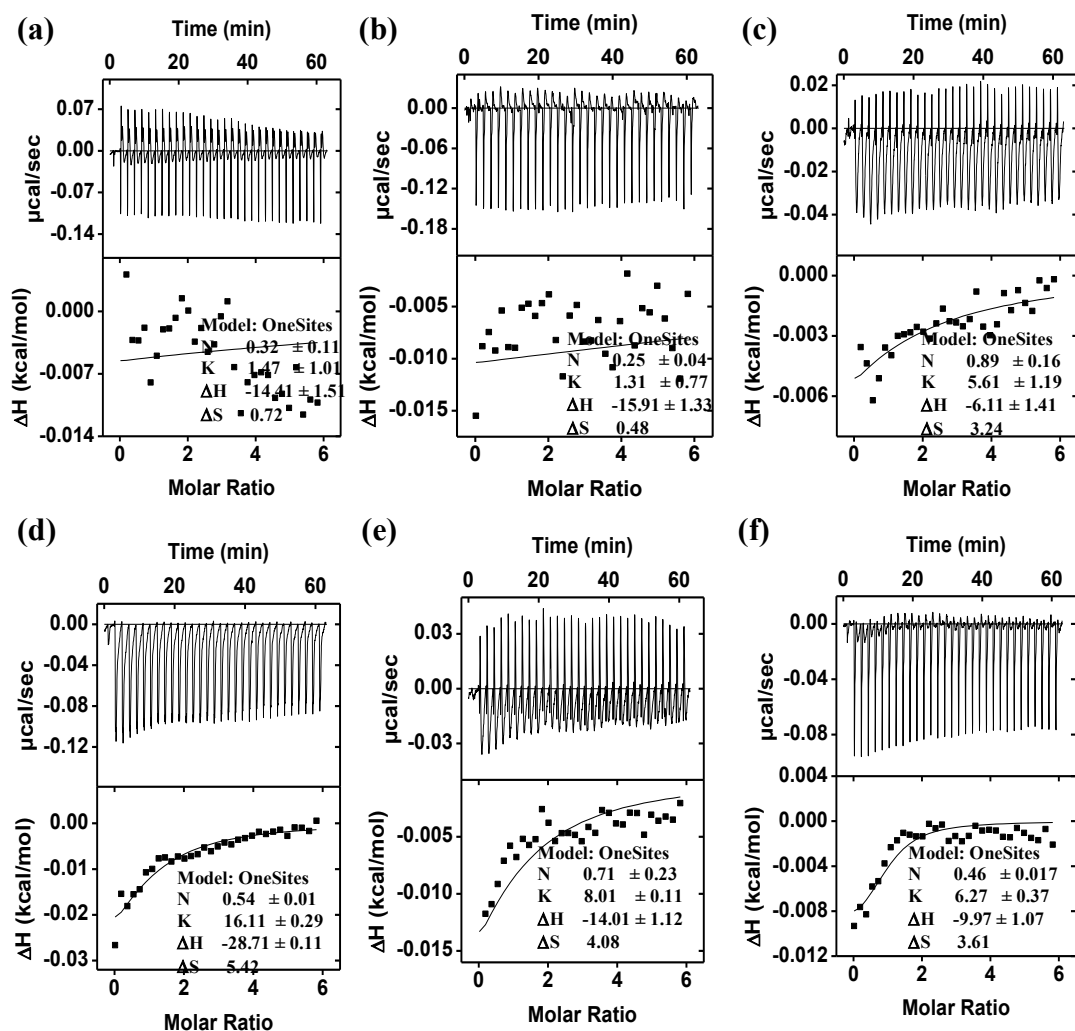 (a)
Time (min)
0 20 40 60
0.07
0.00
-0.07
-0.14
µcal/sec
0.000
-0.007
-0.014
ΔH (kcal/mol)
Model: OneSites
N 0.32 ± 0.11
K 1.47 ± 1.01
ΔH -14.41 ± 1.51
ΔS 0.72
0 2 4 6
Molar Ratio
(b)
Time (min)
0 20 40 60
0.00
-0.06
-0.12
-0.18
µcal/sec
-0.005
-0.010
-0.015
ΔH (kcal/mol)
Model: OneSites
N 0.25 ± 0.04
K 1.31 ± 0.77
ΔH -15.91 ± 1.33
ΔS 0.48
0 2 4 6
Molar Ratio
(c)
Time (min)
0 20 40 60
0.02
0.00
-0.02
-0.04
µcal/sec
0.000
-0.003
-0.006
ΔH (kcal/mol)
Model: OneSites
N 0.89 ± 0.16
K 5.61 ± 1.19
ΔH -6.11 ± 1.41
ΔS 3.24
0 2 4 6
Molar Ratio
(d)
Time (min)
0 20 40 60
0.00
-0.04
-0.08
-0.12
µcal/sec
0.00
-0.01
-0.02
-0.03
ΔH (kcal/mol)
Model: OneSites
N 0.54 ± 0.01
K 16.11 ± 0.29
ΔH -28.71 ± 0.11
ΔS 5.42
0 2 4 6
Molar Ratio
(e)
Time (min)
0 20 40 60
0.03
0.00
-0.03
µcal/sec
-0.005
-0.010
-0.015
ΔH (kcal/mol)
Model: OneSites
N 0.71 ± 0.23
K 8.01 ± 0.11
ΔH -14.01 ± 1.12
ΔS 4.08
0 2 4 6
Molar Ratio
(f)
Time (min)
0 20 40 60
0.00
-0.04
-0.08
µcal/sec
0.004
0.000
-0.004
-0.008
-0.012
ΔH (kcal/mol)
Model: OneSites
N 0.46 ± 0.017
K 6.27 ± 0.37
ΔH -9.97 ± 1.07
ΔS 3.61
0 2 4 6
Molar Ratio